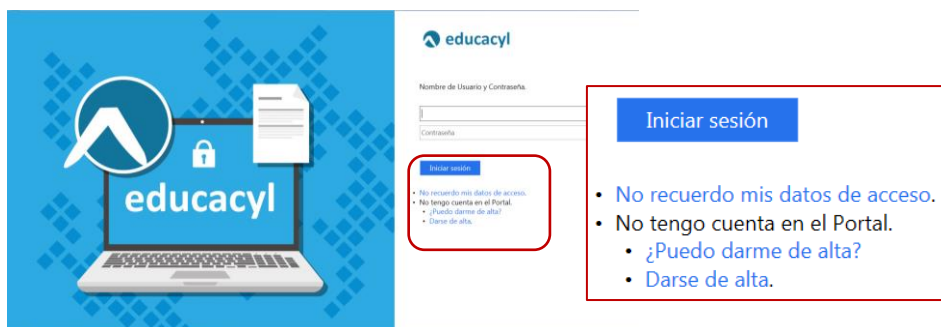 educacyl
educacyl
Nombre de Usuario y Contraseña.
Contraseña
Iniciar sesión
• No recuerdo mis datos de acceso.
• No tengo cuenta en el Portal.
• ¿Puedo darme de alta?
• Darse de alta.
Iniciar sesión
• No recuerdo mis datos de acceso.
• No tengo cuenta en el Portal.
• ¿Puedo darme de alta?
• Darse de alta.